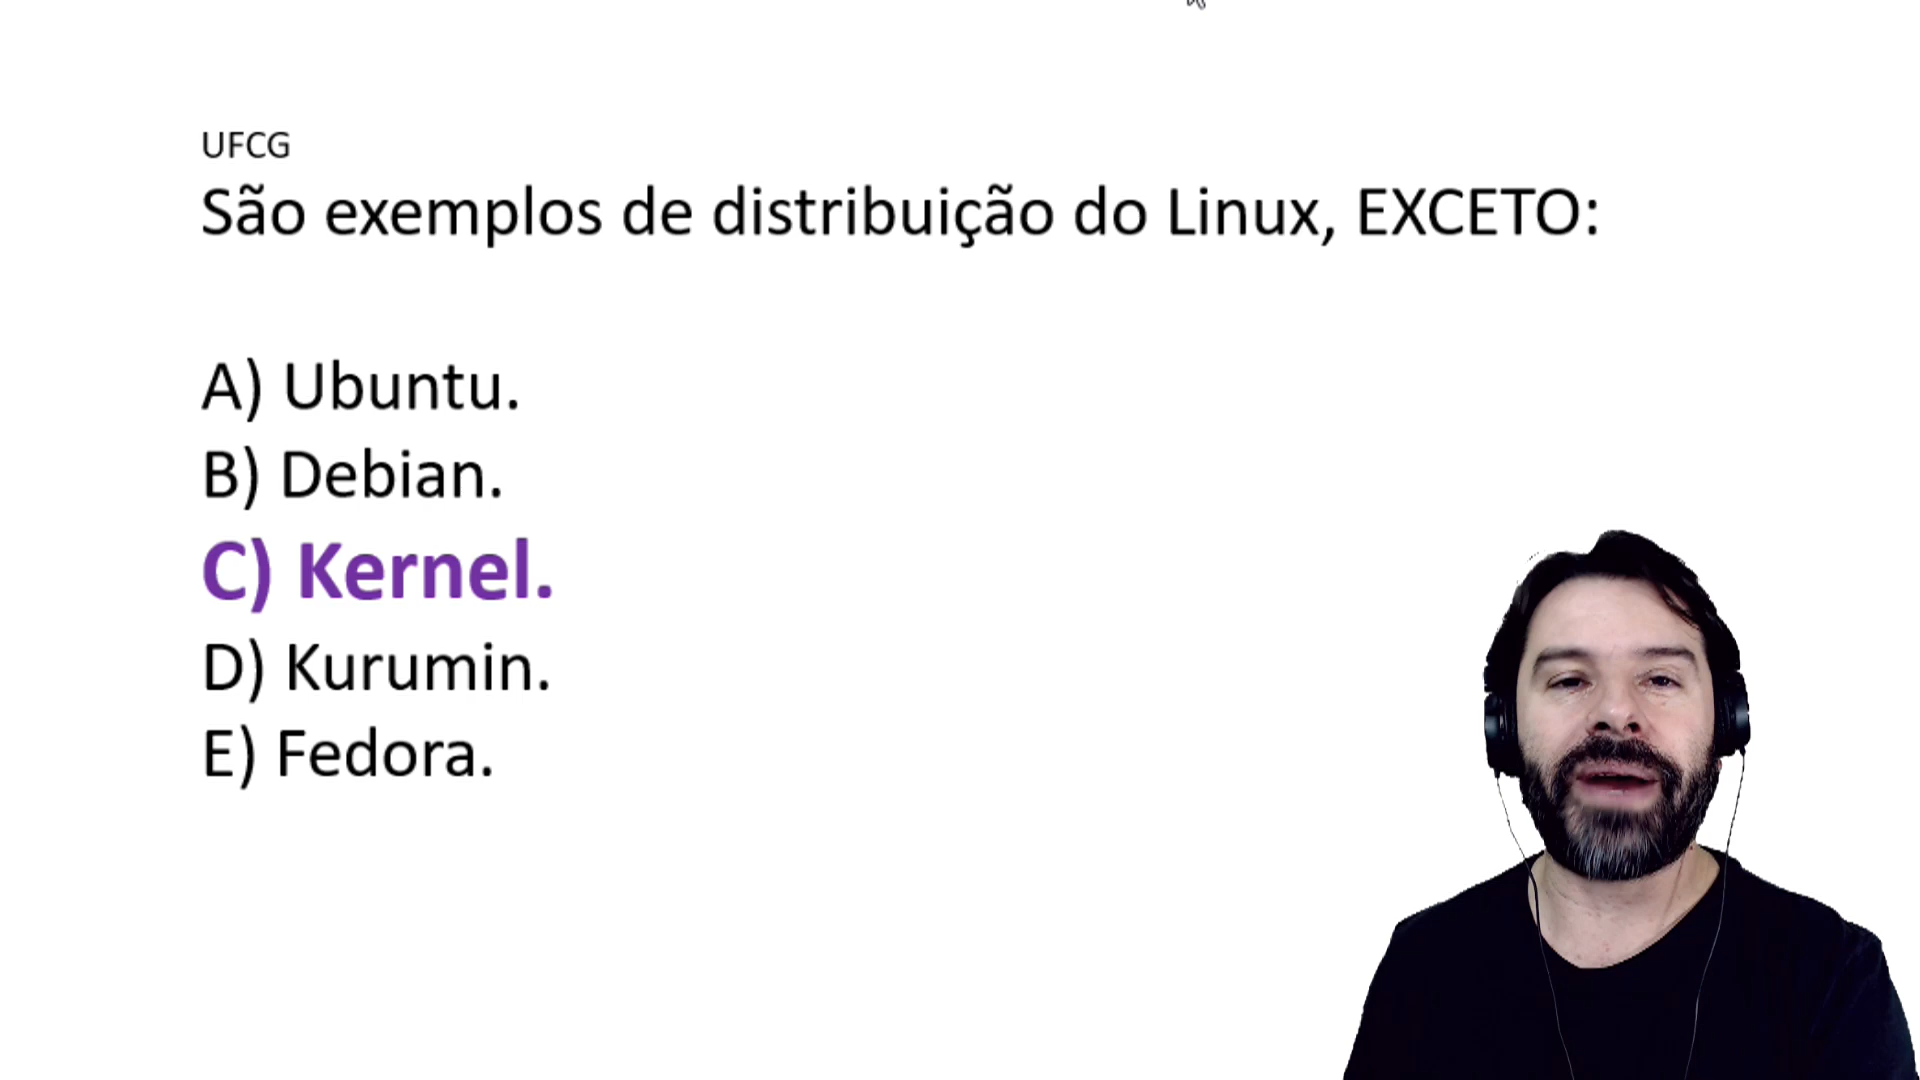 UFCG
São exemplos de distribuição do Linux, EXCETO:
A) Ubuntu.
B) Debian.
C) Kernel.
D) Kurumin.
E) Fedora.